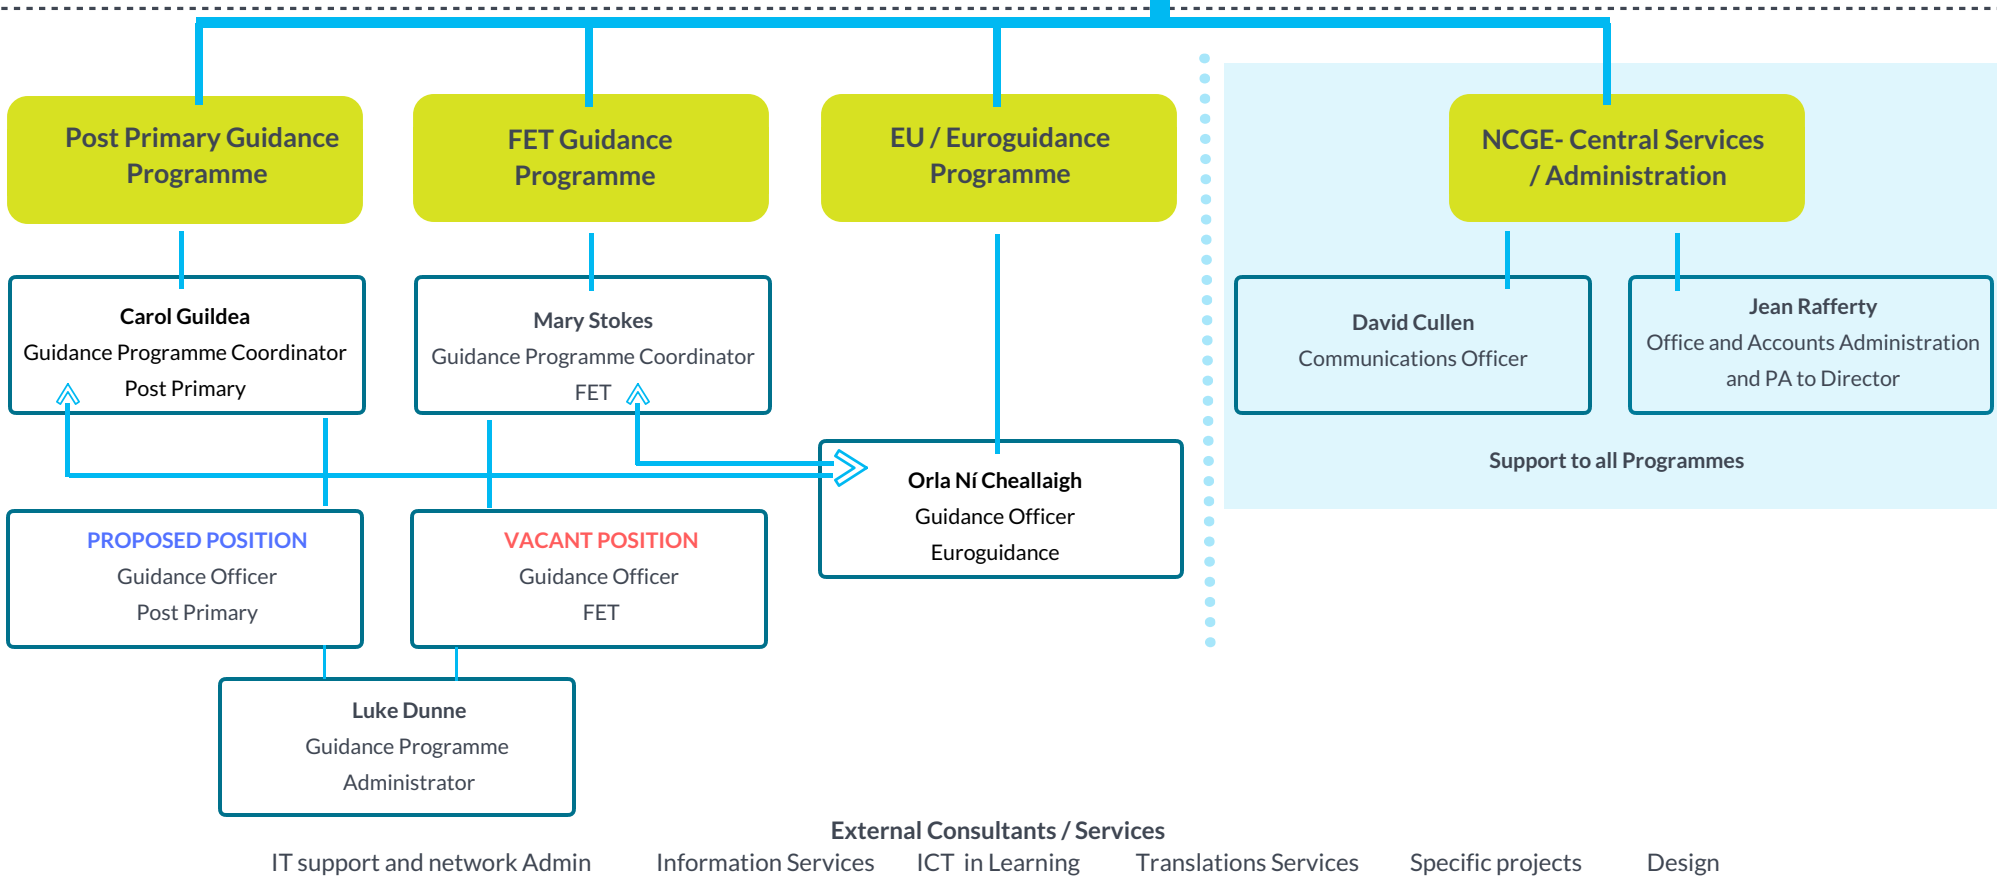 Post Primary Guidance
Programme
FET Guidance
Programme
EU / Euroguidance
Programme
NCGE- Central Services
/ Administration
Carol Guildea
Guidance Programme Coordinator
Post Primary
Mary Stokes
Guidance Programme Coordinator
FET
David Cullen
Communications Officer
Jean Rafferty
Office and Accounts Administration
and PA to Director
Support to all Programmes
Orla Ní Cheallaigh
Guidance Officer
Euroguidance
PROPOSED POSITION
Guidance Officer
Post Primary
VACANT POSITION
Guidance Officer
FET
Luke Dunne
Guidance Programme
Administrator
External Consultants / Services
IT support and network Admin Information Services ICT in Learning Translations Services Specific projects Design